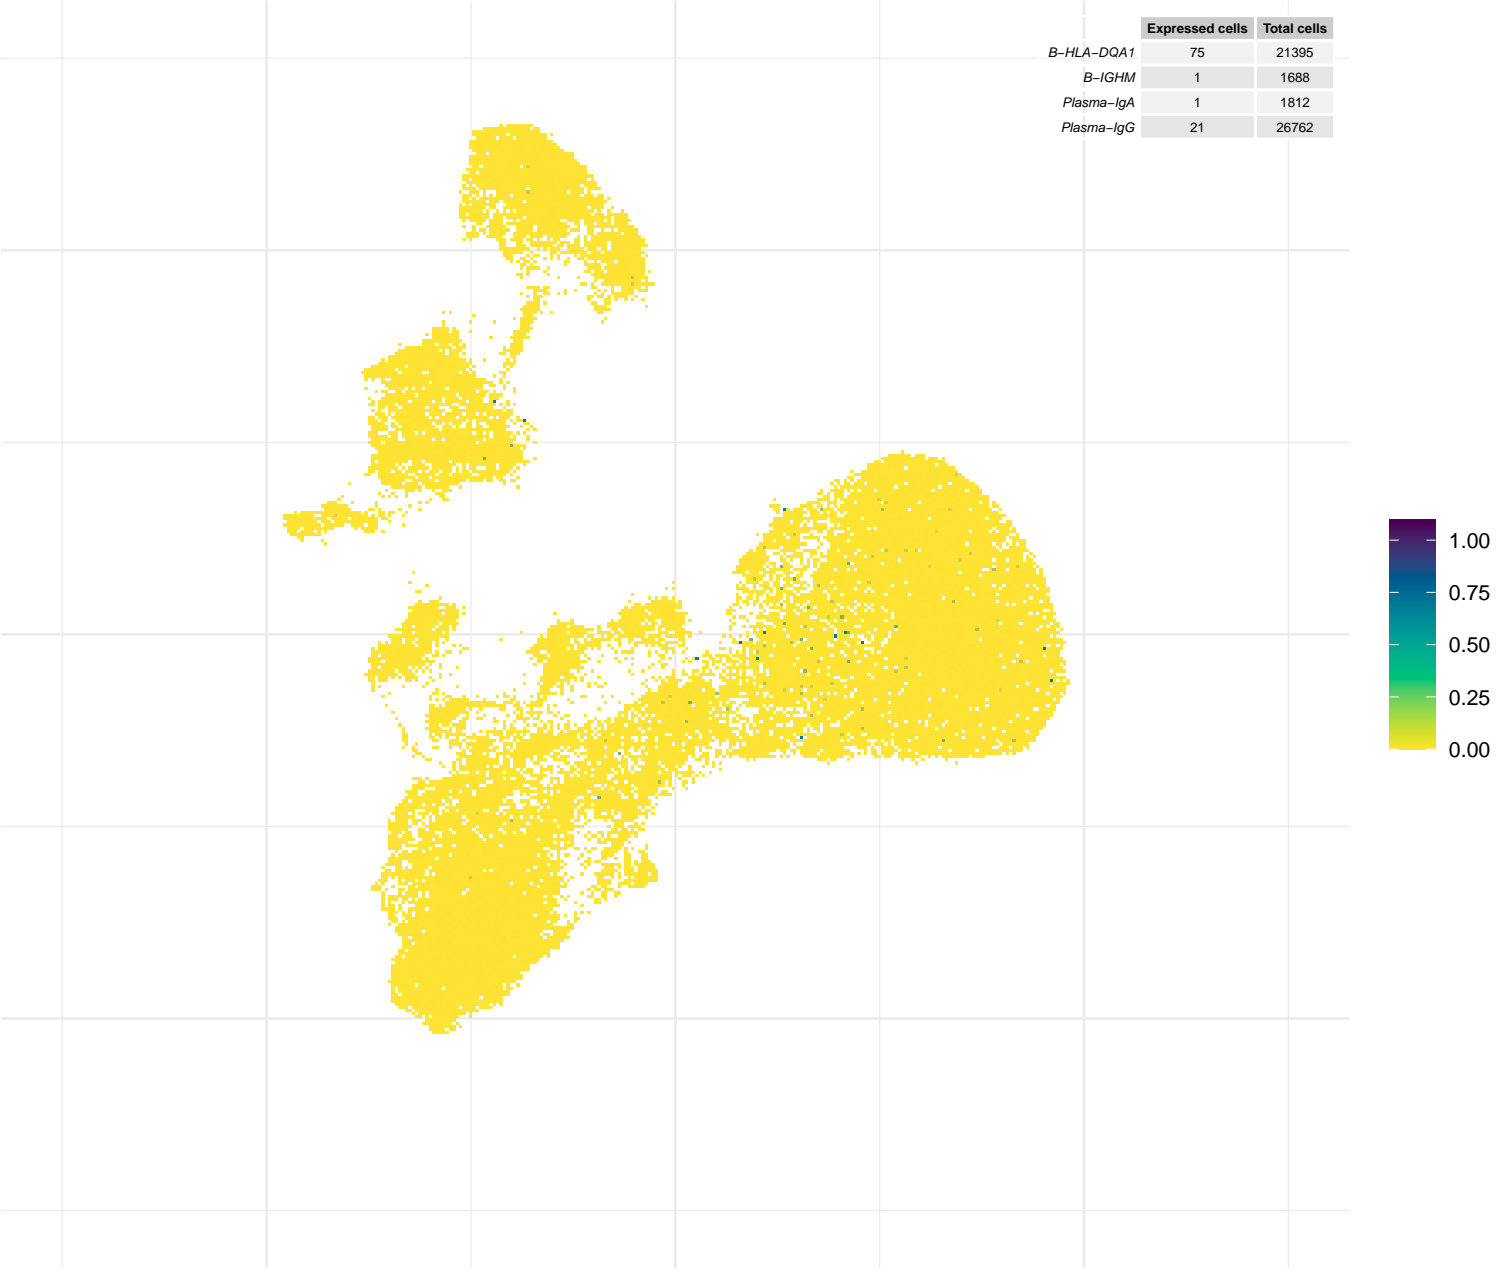 Expressed cells Total cells
B−HLA−DQA1 75 21395
B−IGHM 1 1688
Plasma−IgA 1 1812
Plasma−IgG 21 26762
1.00
0.75
0.50
0.25
0.00